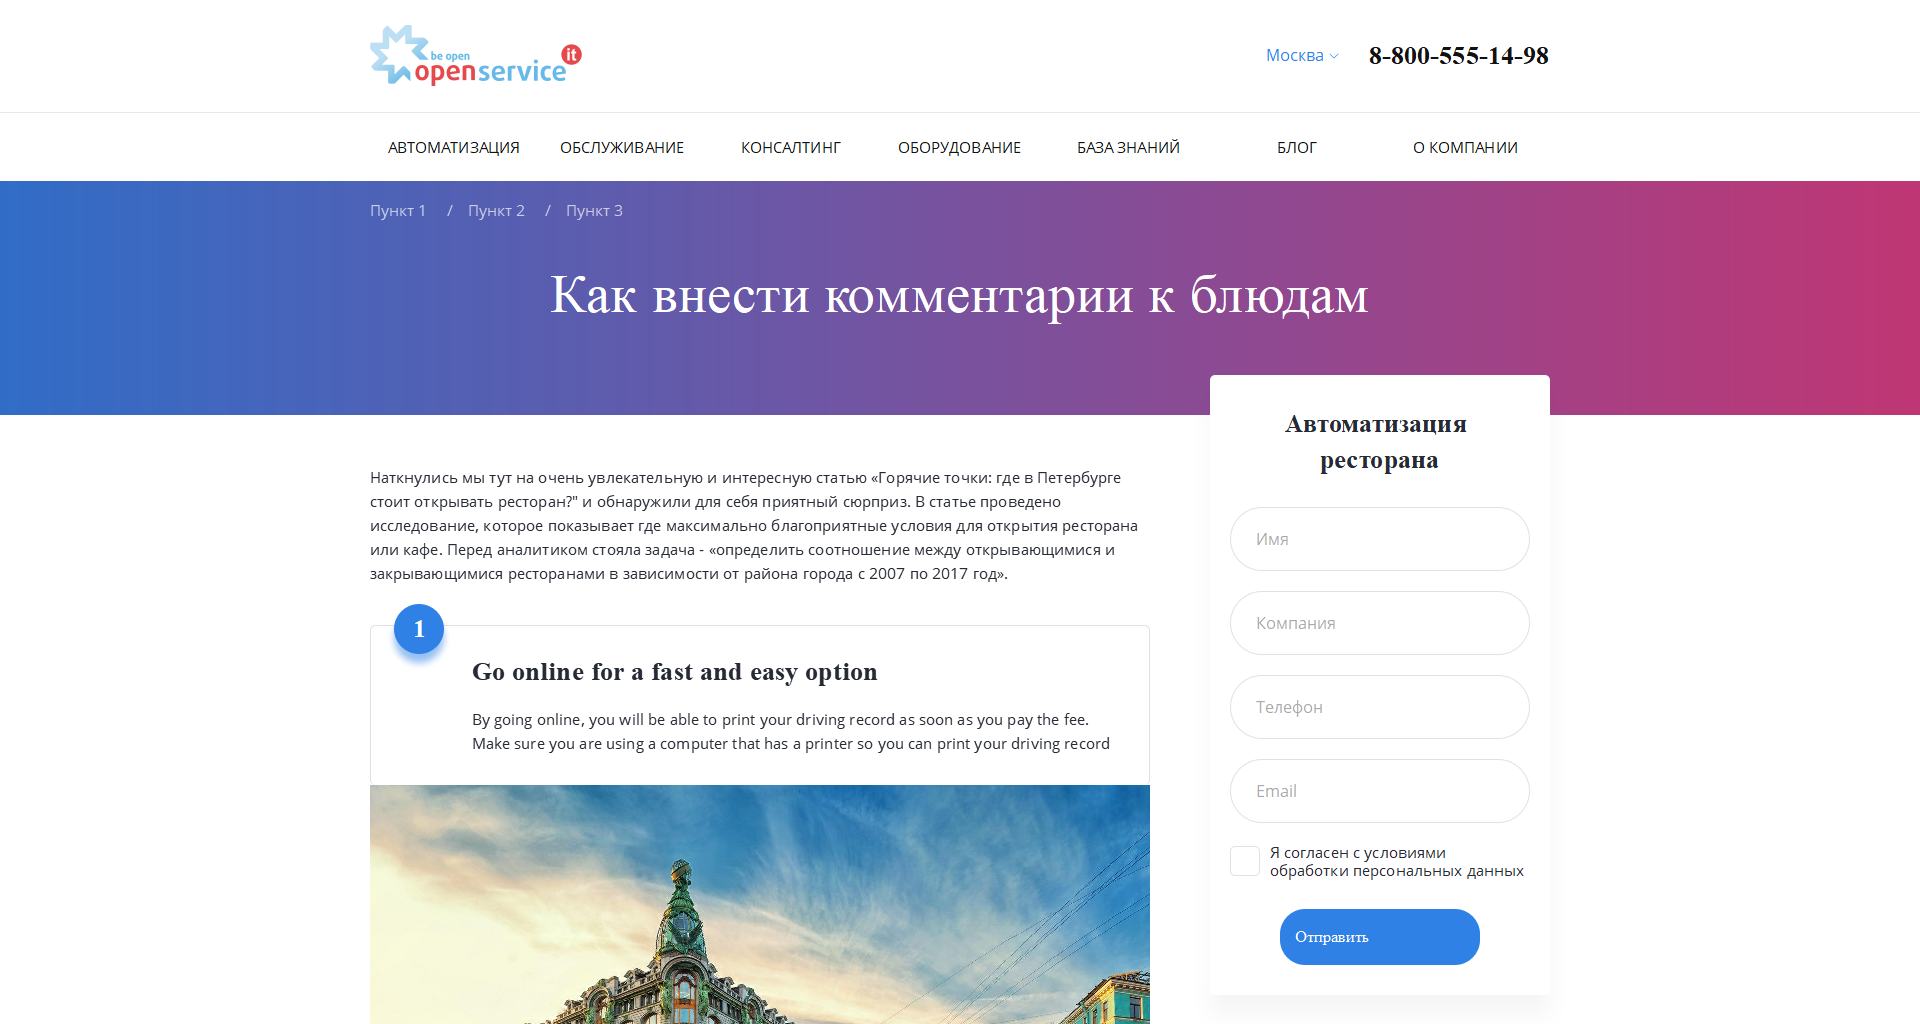 be open
openservice it
Москва
8-800-555-14-98
АВТОМАТИЗАЦИЯ
ОБСЛУЖИВАНИЕ
КОНСАЛТИНГ
ОБОРУДОВАНИЕ
БАЗА ЗНАНИЙ
БЛОГ
О КОМПАНИИ
Пункт 1 / Пункт 2 / Пункт 3
Как внести комментарии к блюдам
Наткнулись мы тут на очень увлекательную и интересную статью «Горячие точки: где в Петербурге
стоит открывать ресторан?" и обнаружили для себя приятный сюрприз. В статье проведено
исследование, которое показывает где максимально благоприятные условия для открытия ресторана
или кафе. Перед аналитиком стояла задача - «определить соотношение между открывающимися и
закрывающимися ресторанами в зависимости от района города с 2007 по 2017 год».
1
Go online for a fast and easy option
By going online, you will be able to print your driving record as soon as you pay the fee.
Make sure you are using a computer that has a printer so you can print your driving record
Автоматизация
ресторана
Имя
Компания
Телефон
Email
Я согласен с условиями
обработки персональных данных
Отправить